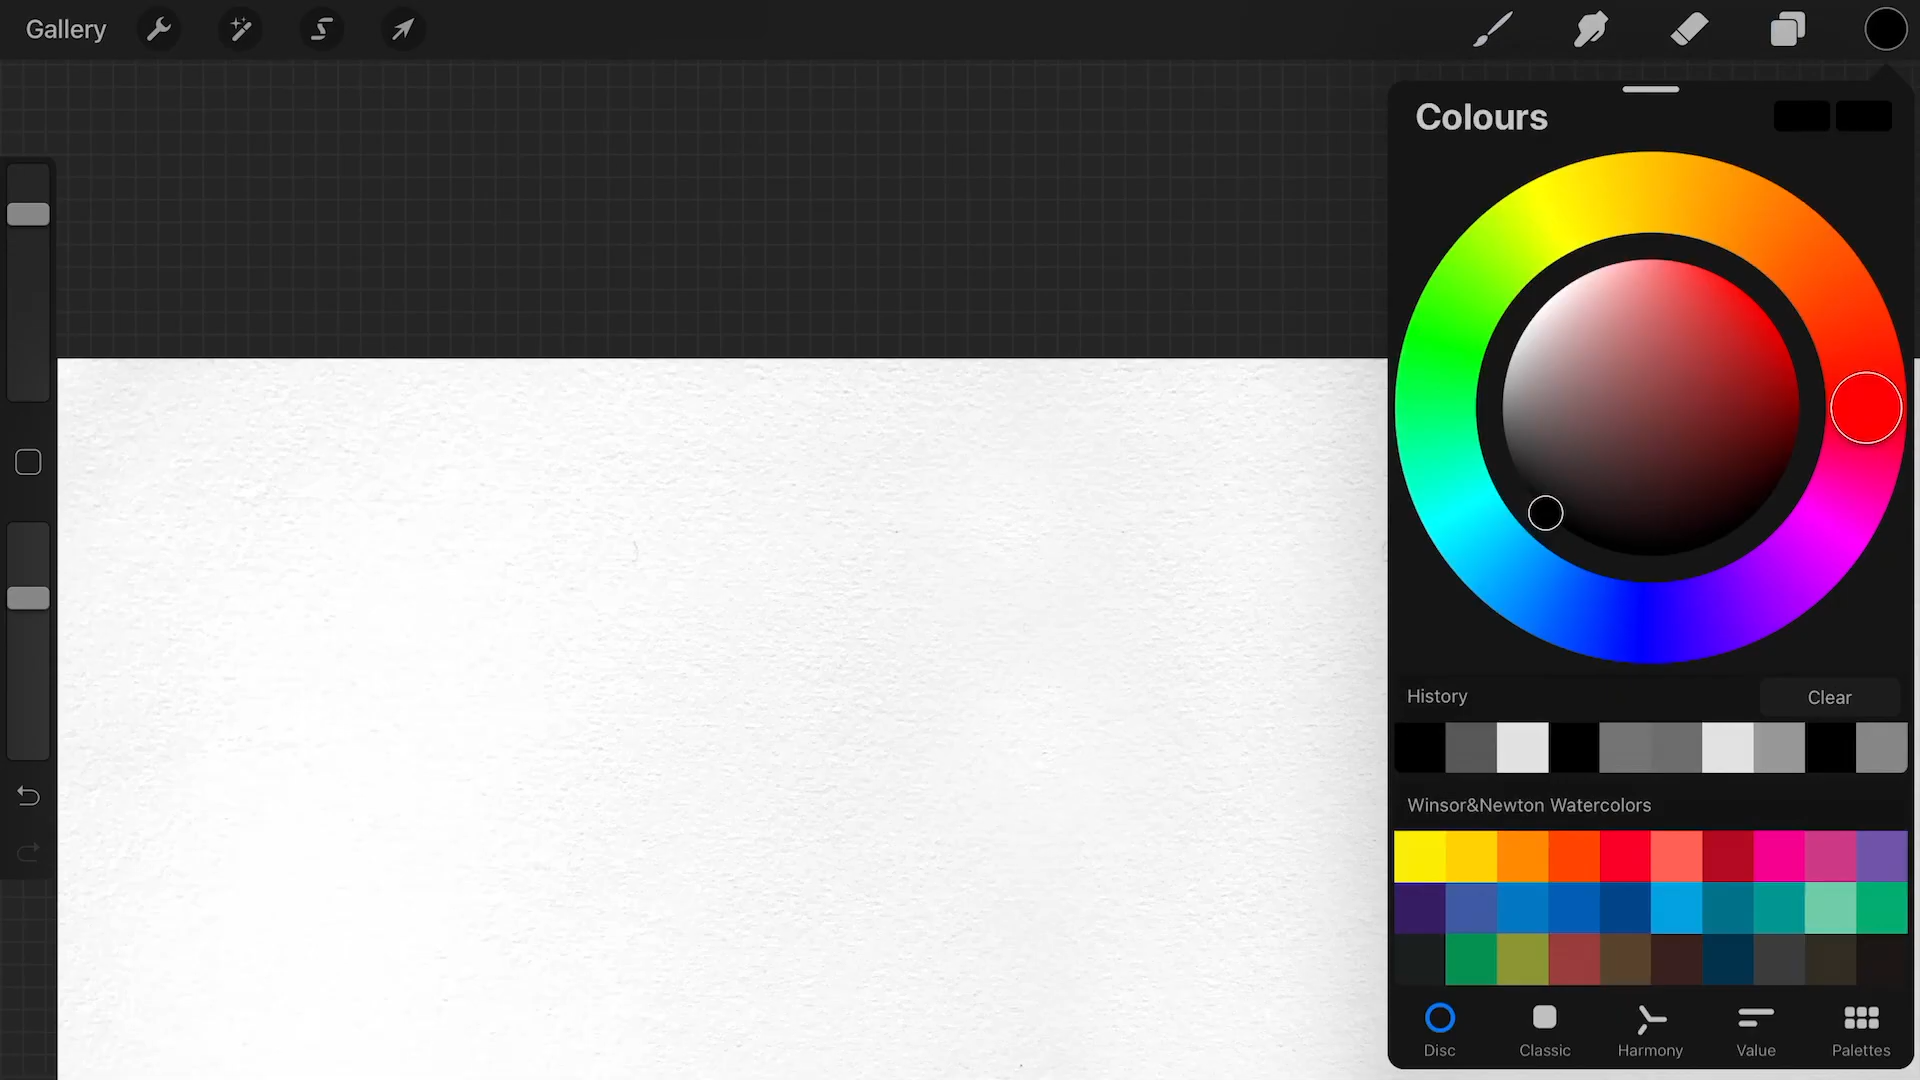 Gallery
Colours
History
Clear
Winsor&Newton Watercolors
Disc
Classic
Harmony
Value
Palettes